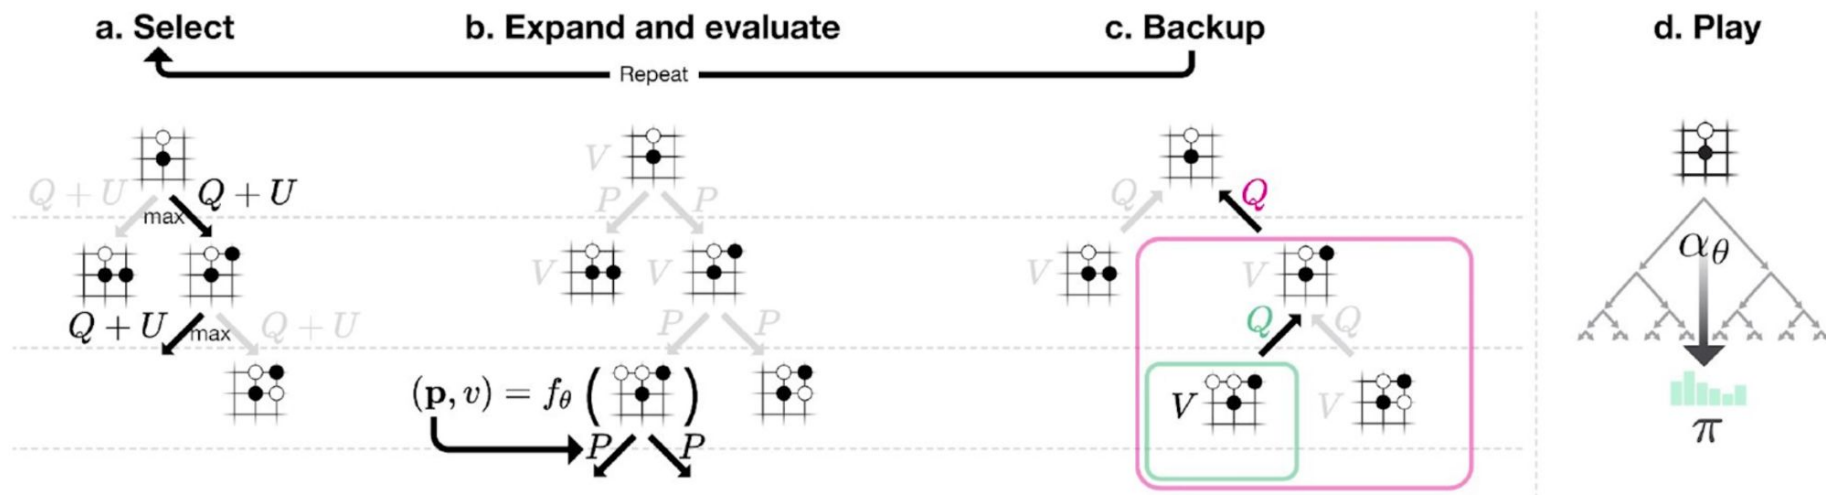 a. Select
b. Expand and evaluate
c. Backup
d. Play
Repeat
Q + U
max
Q + U
Q + U
max
Q + U
V
P
P
V
V
P
P
(p, v) = fθ ( )
P
P
Q
Q
V
V
Q
Q
V
V
αθ
π